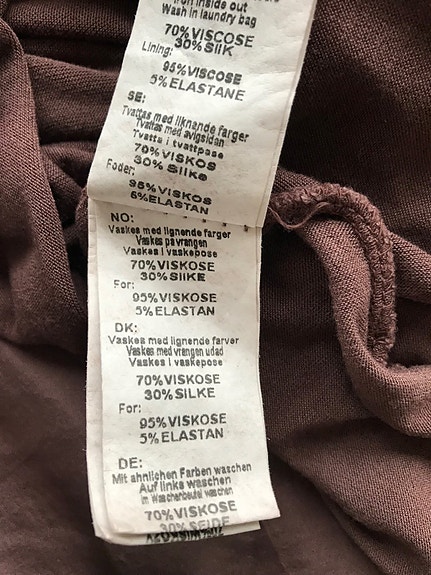 Iron inside out
Wash in laundry bag
70%VISCOSE
30%SIlK
Lining:
95%VISCOSE
5%ELASTANE
SE:
Tvättas med liknande färger
Tvättas med avigsidan
Tvätta i tvättpåse
70%VISKOS
30% Silke
Foder:
95%VISKOS
5%ELASTAN
NO:
Vaskes med lignende farger
Vaskes på vrangen
Vaskes i vaskepose
70%VISKOSE
30%SIIKE
For:
95%VISKOSE
5%ELASTAN
DK:
Vaskes med lignende farver
Vaskes med vrangen udad
Vaskes i vaskepose
70%VISKOSE
30%SILKE
For:
95%VISKOSE
5%ELASTAN
DE:
Mit ähnlichen Farben waschen
Auf links waschen
Im Wäschenbeutel waschen
70%VISKOSE
30%SEIDE